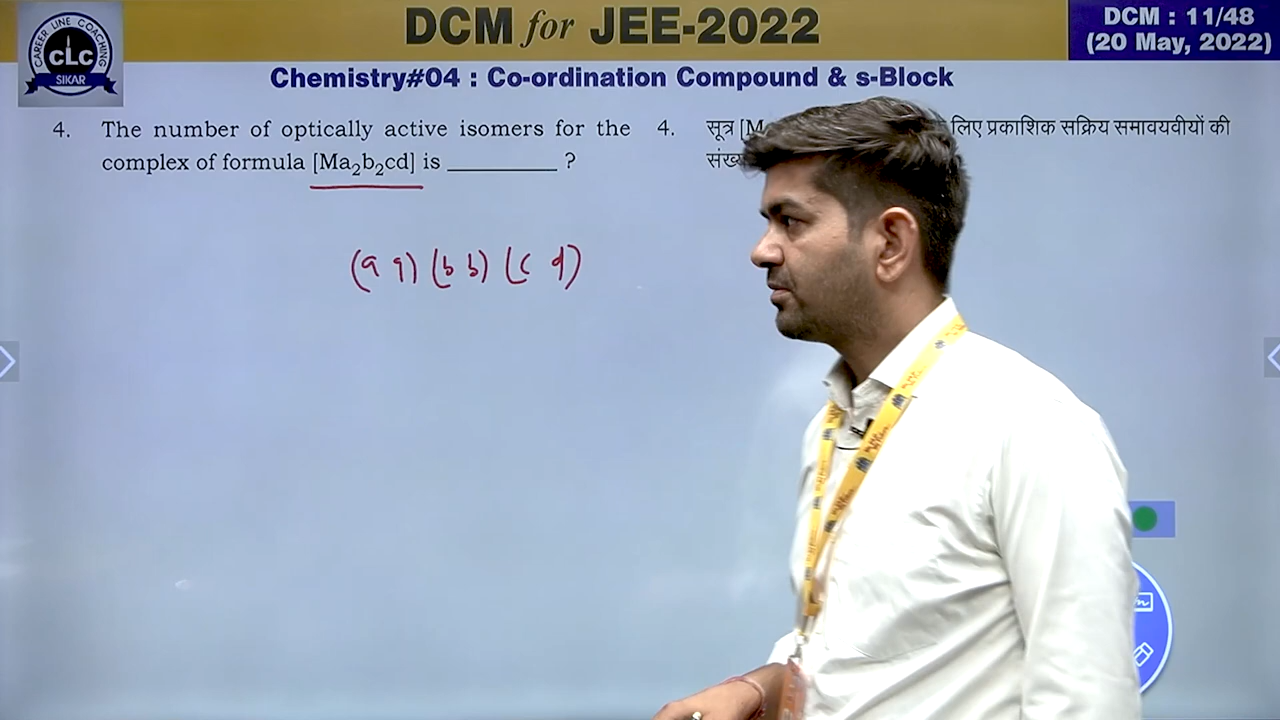 DCM for JEE-2022
DCM : 11/48
(20 May, 2022)
CAREER LINE COACHING
CLC
SIKAR
Chemistry#04 : Co-ordination Compound & s-Block
4. The number of optically active isomers for the
complex of formula [Ma₂b₂cd] is ________ ?
4. सूत्र [M लिए प्रकाशिक सक्रिय समावयवीयों की
(a a) (b b) (c d)